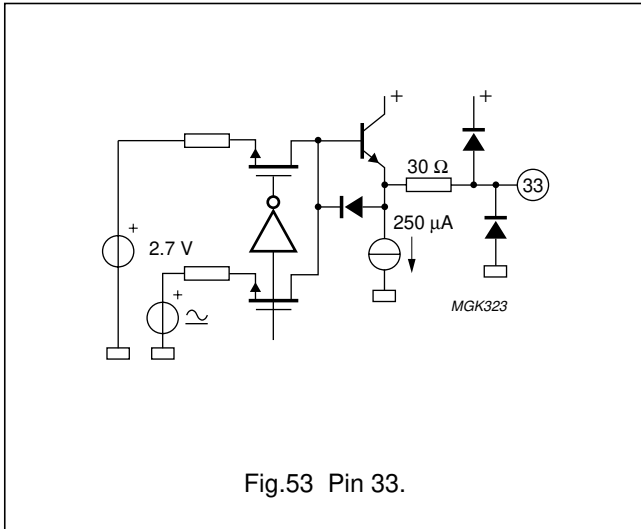 +
+
30 Ω
33
+
2.7 V
250 µA
+
MGK323
Fig.53 Pin 33.